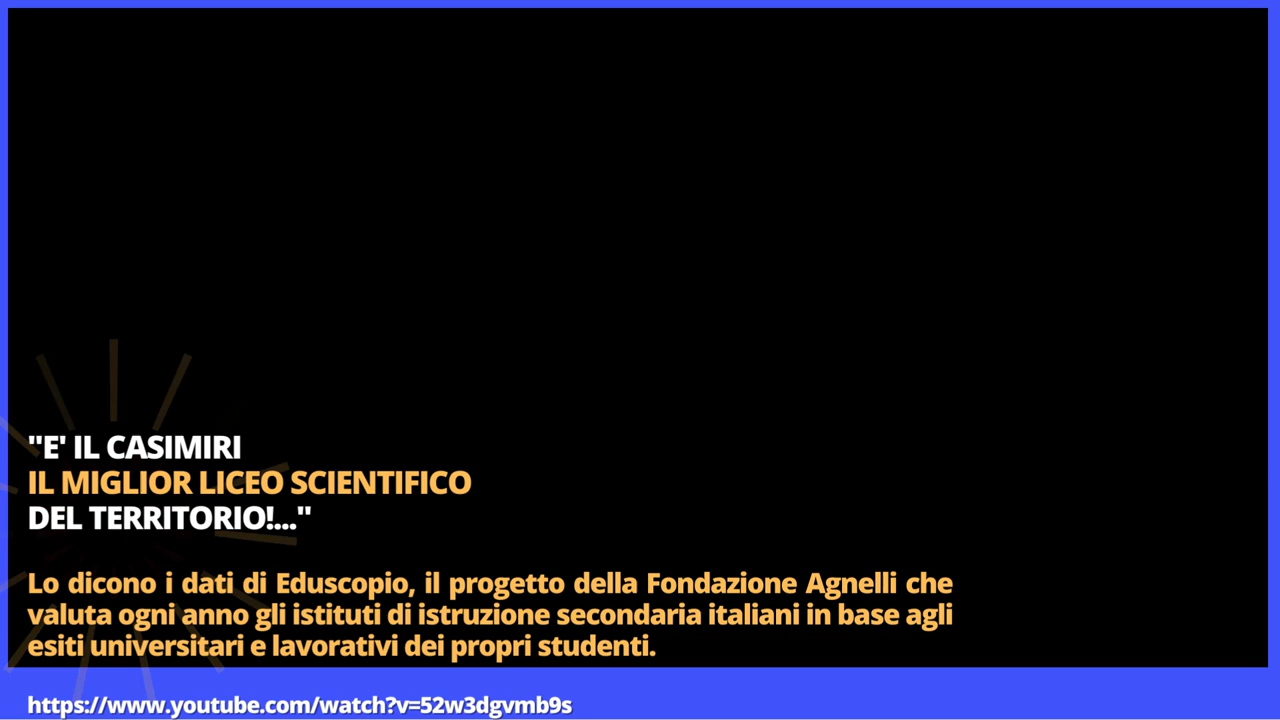 "E' IL CASIMIRI
IL MIGLIOR LICEO SCIENTIFICO
DEL TERRITORIO!..."
Lo dicono i dati di Eduscopio, il progetto della Fondazione Agnelli che
valuta ogni anno gli istituti di istruzione secondaria italiani in base agli
esiti universitari e lavorativi dei propri studenti.
https://www.youtube.com/watch?v=52w3dgvmb9s